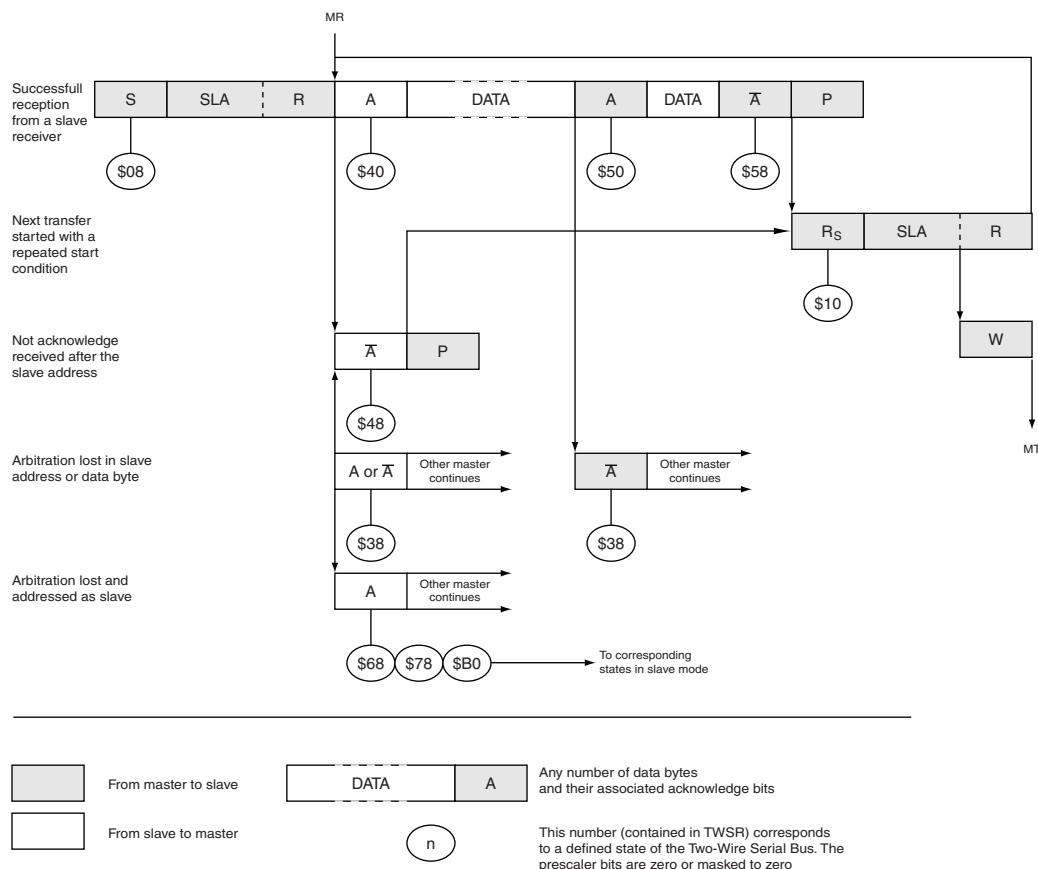 MR
Successfull
reception
from a slave
receiver
S SLA R A DATA A DATA A̅ P
$08 $40 $50 $58
Next transfer
started with a
repeated start
condition
RS SLA R
$10
Not acknowledge
received after the
slave address
A̅ P
W
$48
MT
Arbitration lost in slave
address or data byte
A or A̅
Other master
continues
A̅
Other master
continues
$38 $38
Arbitration lost and
addressed as slave
A
Other master
continues
$68 $78 $B0
To corresponding
states in slave mode
From master to slave
DATA A
Any number of data bytes
and their associated acknowledge bits
From slave to master
n
This number (contained in TWSR) corresponds
to a defined state of the Two-Wire Serial Bus. The
prescaler bits are zero or masked to zero